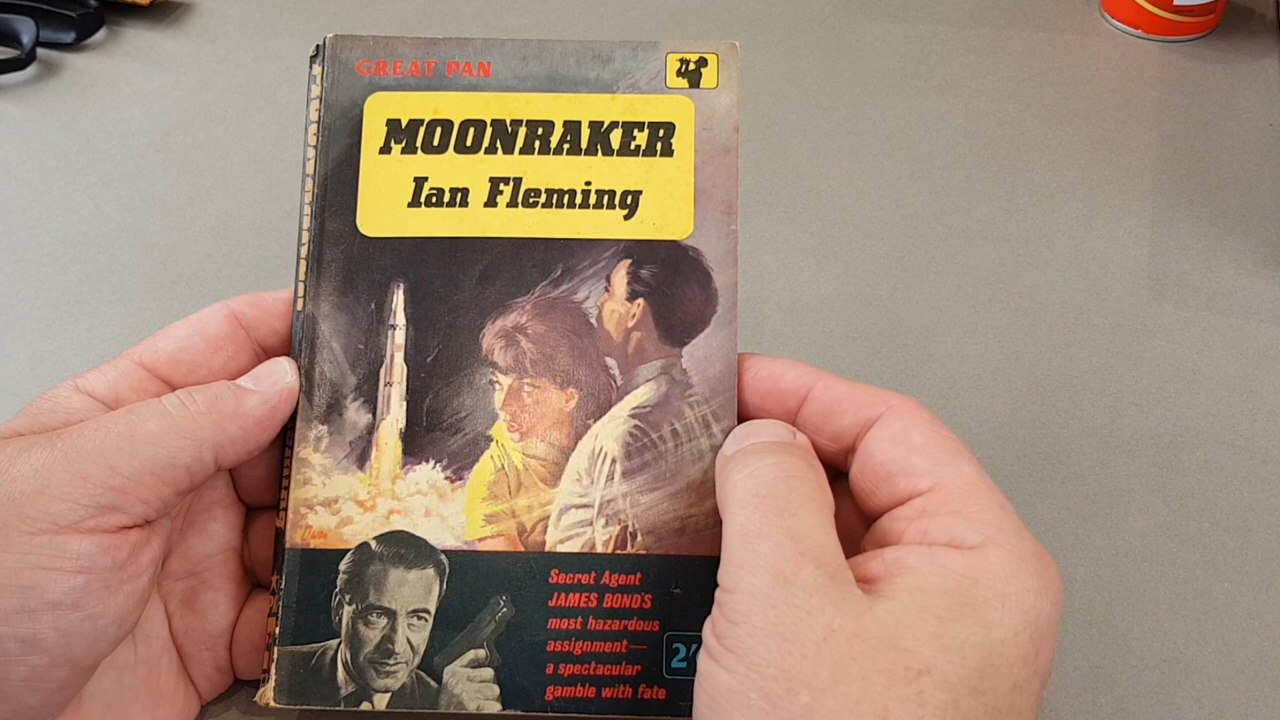 GREAT PAN
MOONRAKER
Ian Fleming
Secret Agent
JAMES BOND'S
most hazardous
assignment—
a spectacular
gamble with fate